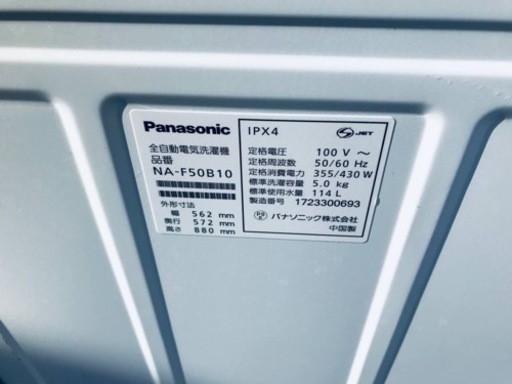 Panasonic
全自動電気洗濯機
品番
NA-F50B10
外形寸法
幅 562 mm
奥行 572 mm
高さ 880 mm
IPX4
S JET
定格電圧 100 V ～
定格周波数 50/60 Hz
定格消費電力 355/430 W
標準洗濯容量 5.0 kg
標準使用水量 114 L
製造番号 1723300693
パナソニック株式会社
中国製